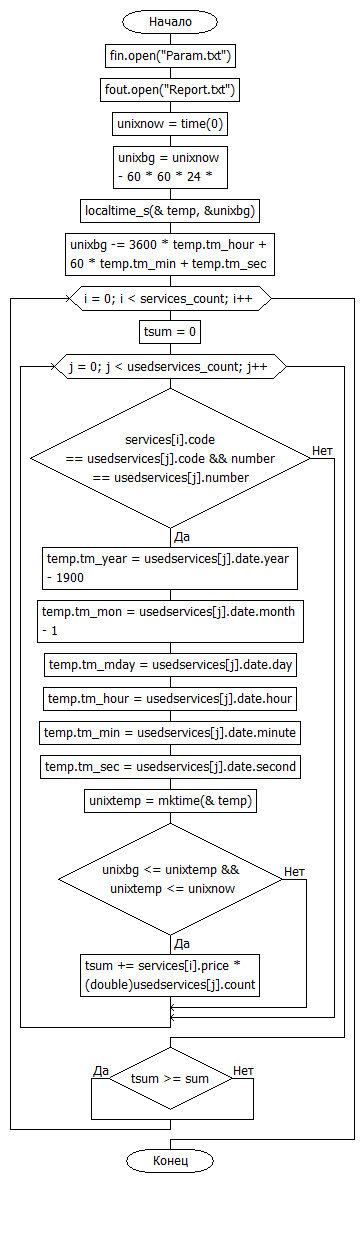 Начало
fin.open("Param.txt")
fout.open("Report.txt")
unixnow = time(0)
unixbg = unixnow
- 60 * 60 * 24 *
localtime_s(& temp, &unixbg)
unixbg -= 3600 * temp.tm_hour +
60 * temp.tm_min + temp.tm_sec
i = 0; i < services_count; i++
tsum = 0
j = 0; j < usedservices_count; j++
services[i].code
== usedservices[j].code && number
== usedservices[j].number
Нет
Да
temp.tm_year = usedservices[j].date.year
- 1900
temp.tm_mon = usedservices[j].date.month
- 1
temp.tm_mday = usedservices[j].date.day
temp.tm_hour = usedservices[j].date.hour
temp.tm_min = usedservices[j].date.minute
temp.tm_sec = usedservices[j].date.second
unixtemp = mktime(& temp)
unixbg <= unixtemp &&
unixtemp <= unixnow
Нет
Да
tsum += services[i].price *
(double)usedservices[j].count
Да
tsum >= sum
Нет
Конец